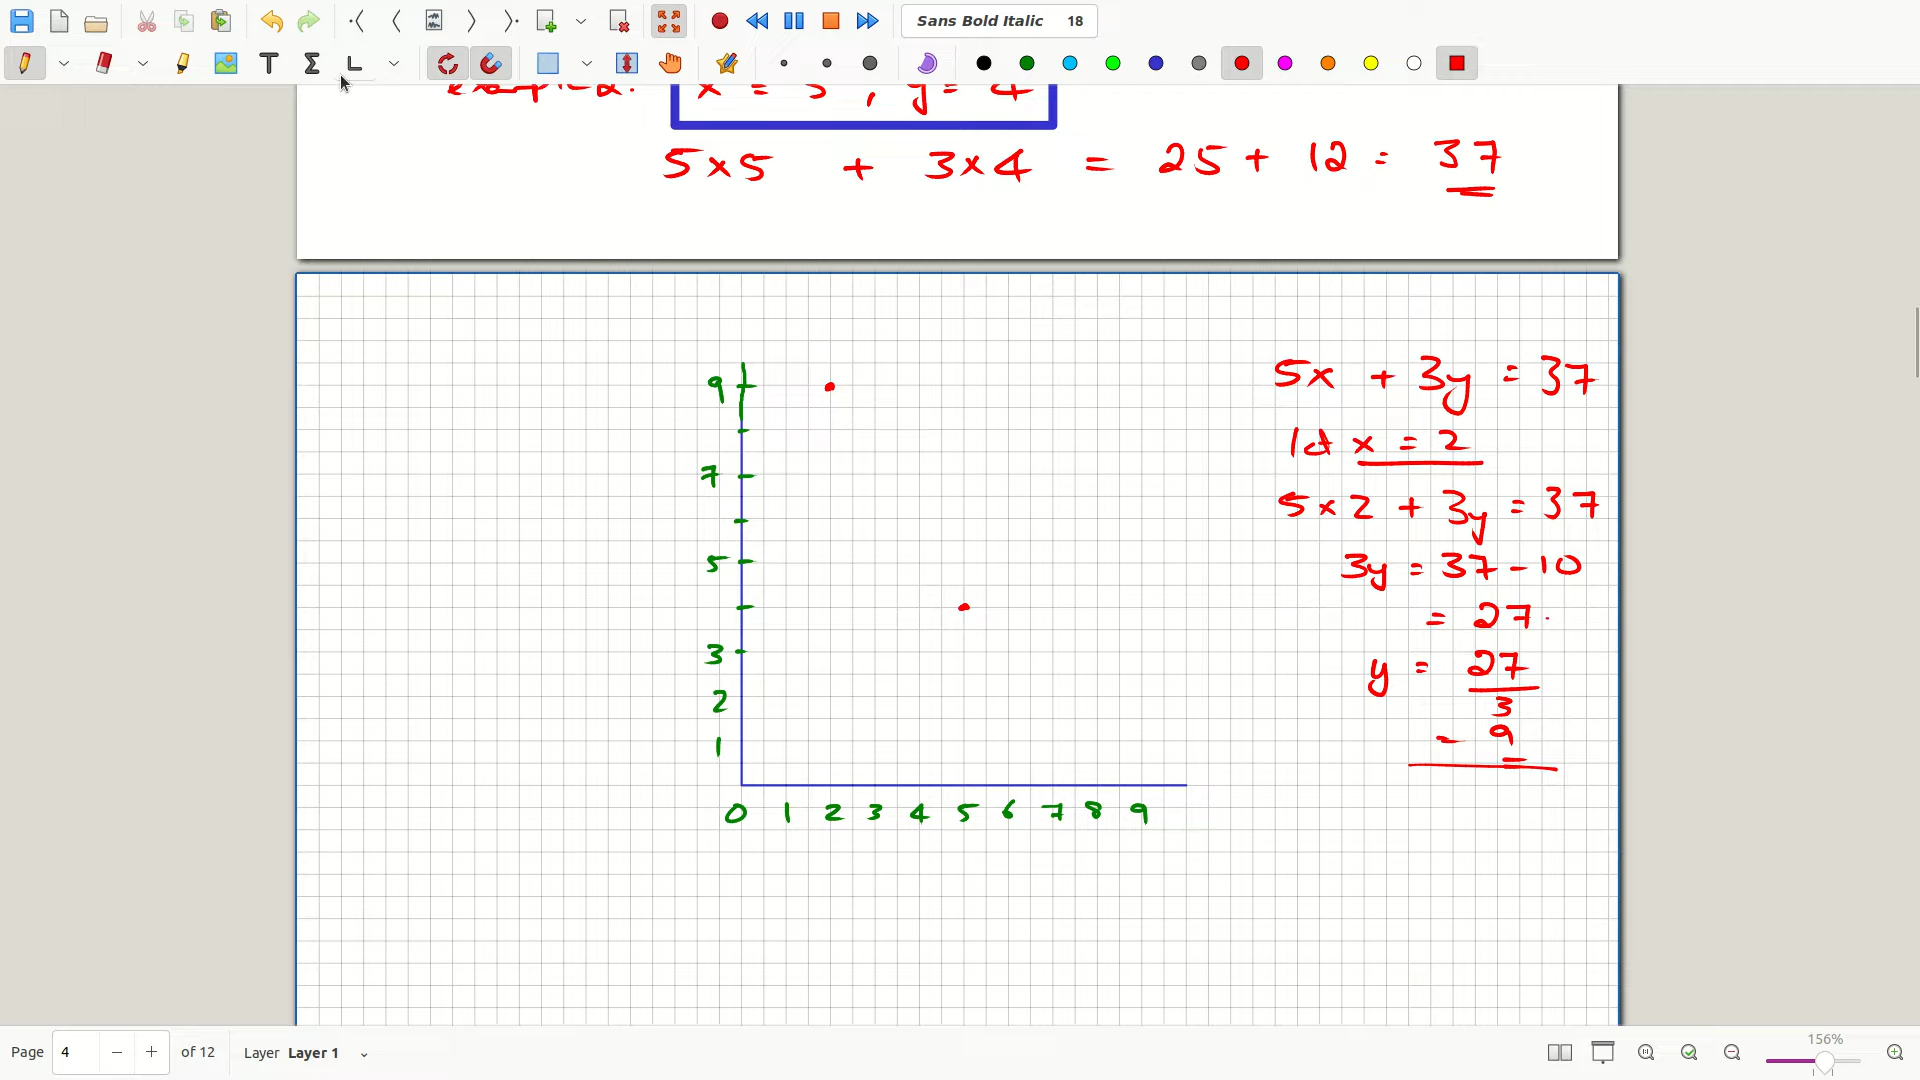 Sans Bold Italic 18
x = 5 , y = 4
5×5 + 3×4 = 25 + 12 = 37
5x + 3y = 37
let x = 2
5×2 + 3y = 37
3y = 37 - 10
= 27
y = 27
3
= 9
9
7
5
3
2
1
0 1 2 3 4 5 6 7 8 9
Page 4 of 12 Layer Layer 1
156%